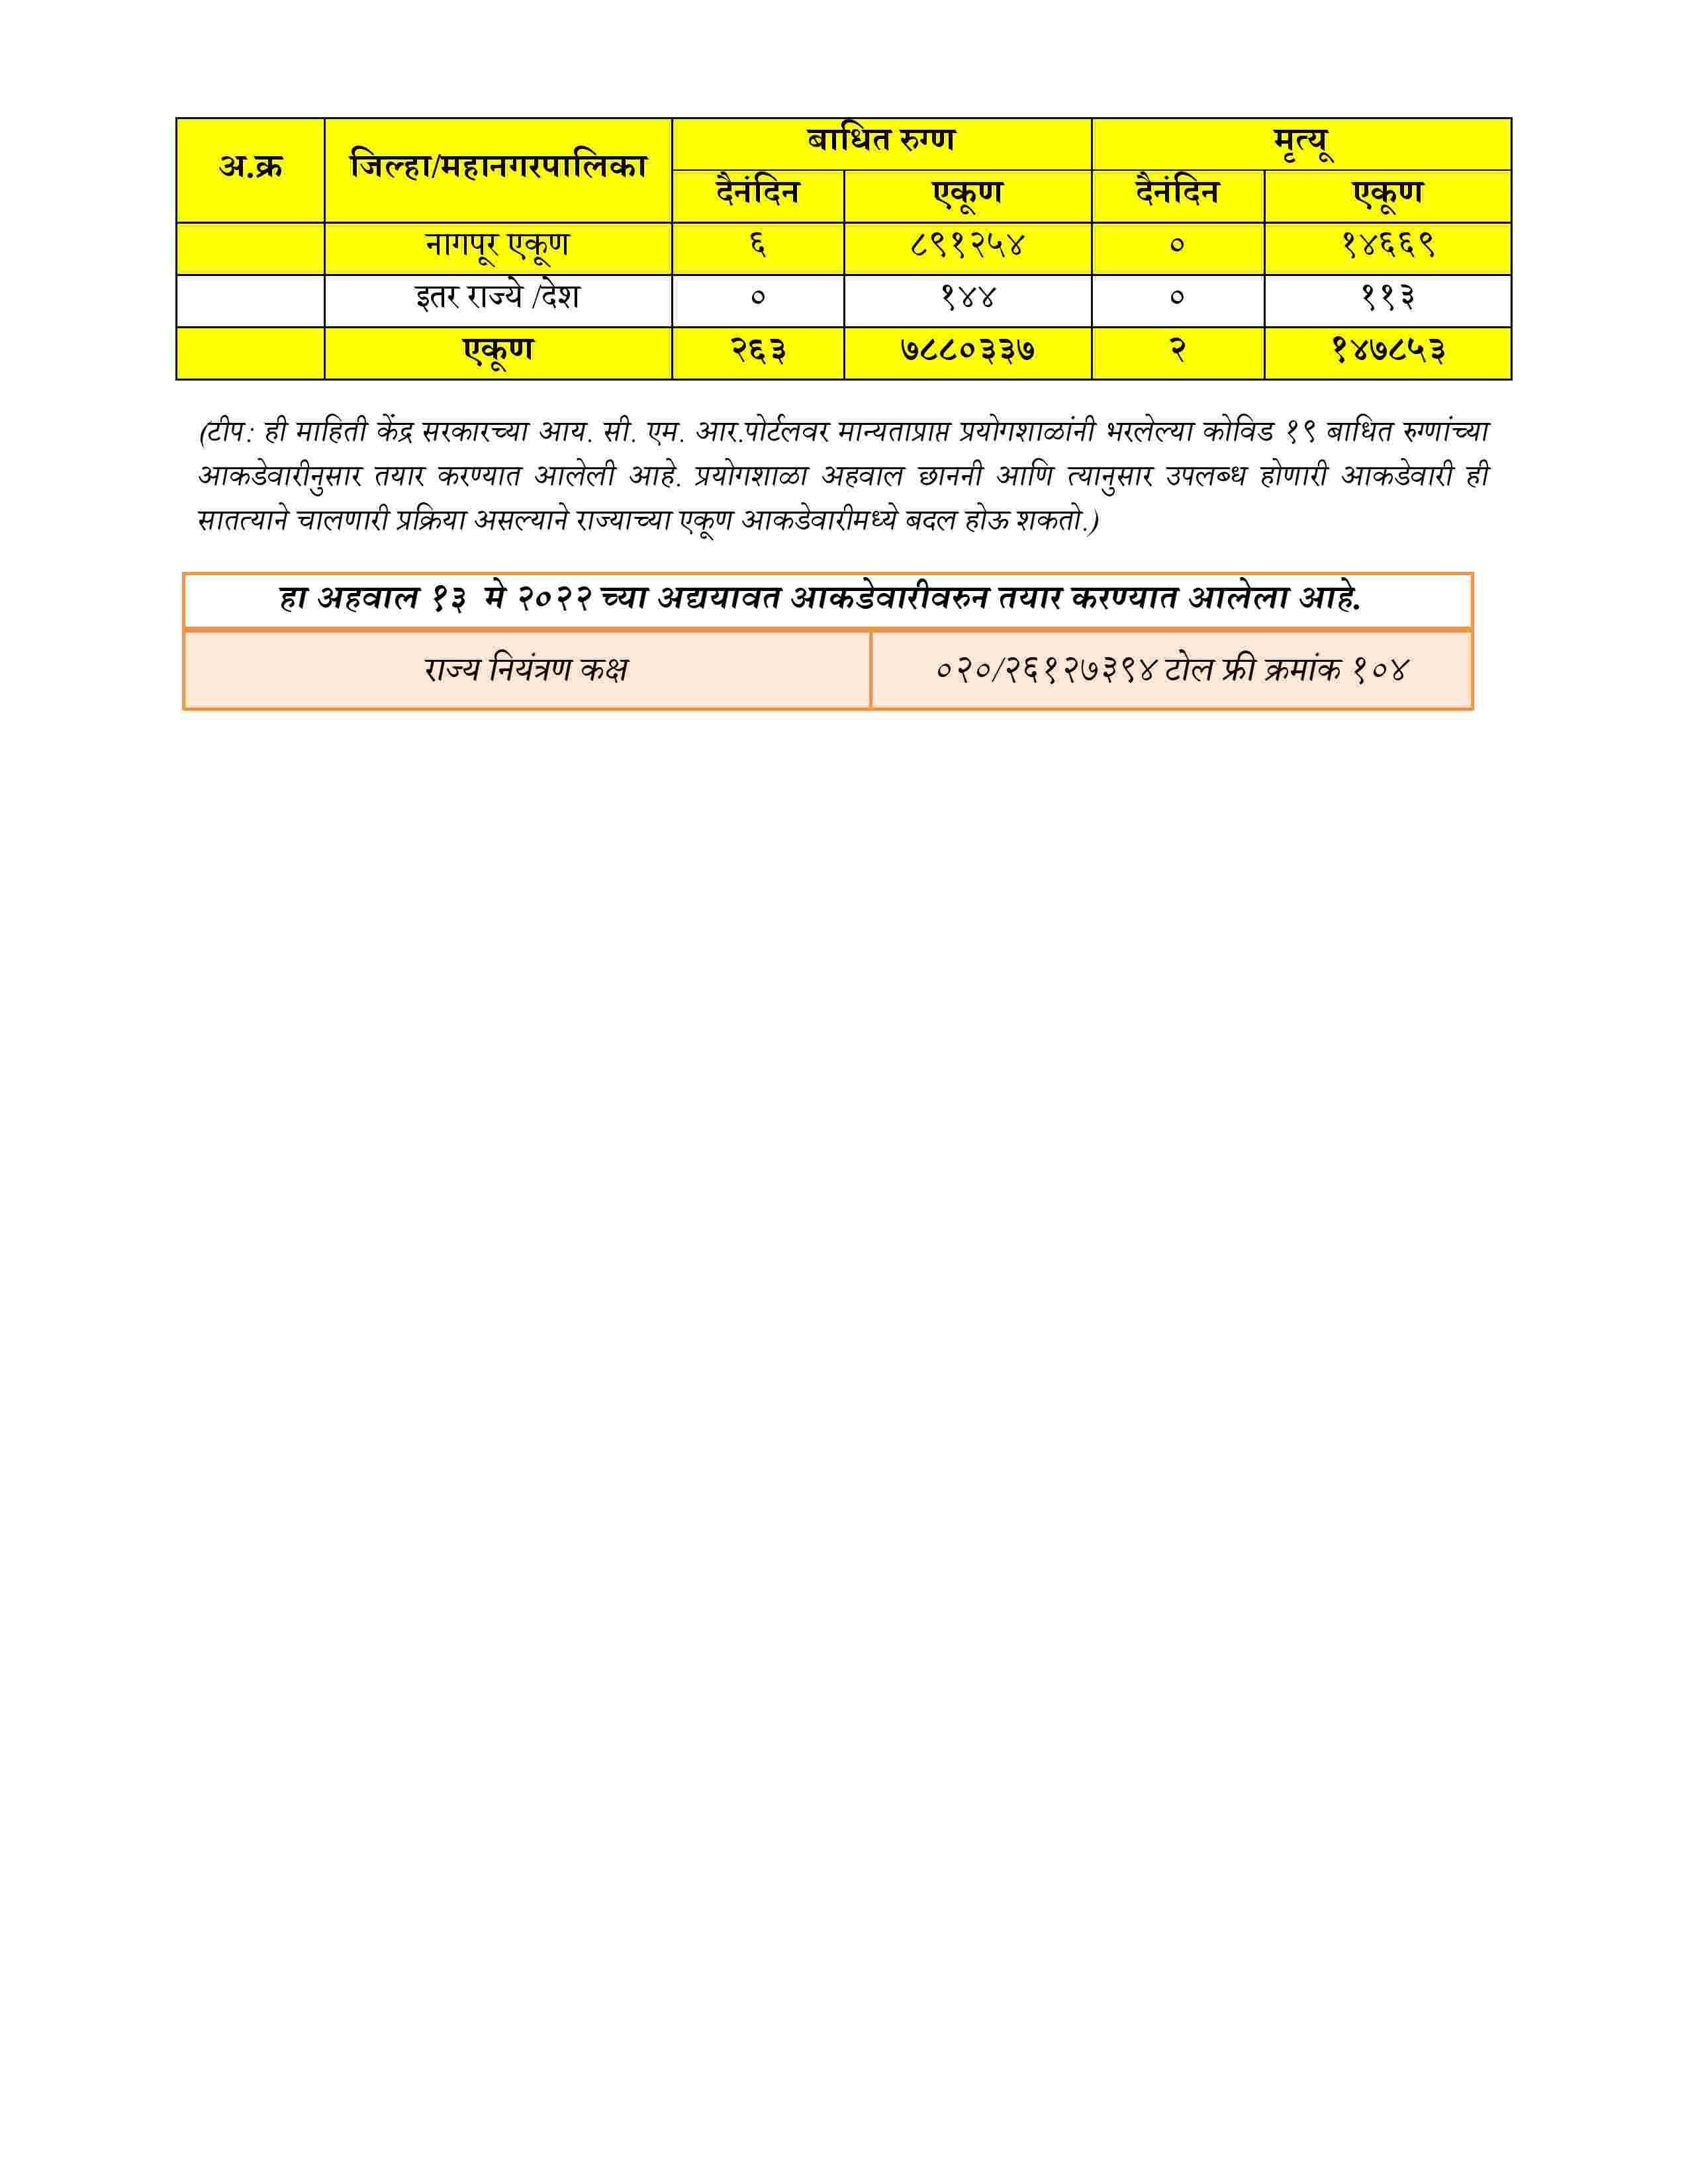 अ.क्र जिल्हा/महानगरपालिका बाधित रुग्ण मृत्यू
दैनंदिन एकूण दैनंदिन एकूण
नागपूर एकूण ६ ८९१२५४ ० १४६६९
इतर राज्ये /देश ० १४४ ० ११३
एकूण २६३ ७८८०३३७ २ १४७८५३
(टीप: ही माहिती केंद्र सरकारच्या आय. सी. एम. आर.पोर्टलवर मान्यताप्राप्त प्रयोगशाळांनी भरलेल्या कोविड १९ बाधित रुग्णांच्या
आकडेवारीनुसार तयार करण्यात आलेली आहे. प्रयोगशाळा अहवाल छाननी आणि त्यानुसार उपलब्ध होणारी आकडेवारी ही
सातत्याने चालणारी प्रक्रिया असल्याने राज्याच्या एकूण आकडेवारीमध्ये बदल होऊ शकतो.)
हा अहवाल १३ मे २०२२ च्या अद्ययावत आकडेवारीवरुन तयार करण्यात आलेला आहे.
राज्य नियंत्रण कक्ष ०२०/२६१२७३९४ टोल फ्री क्रमांक १०४